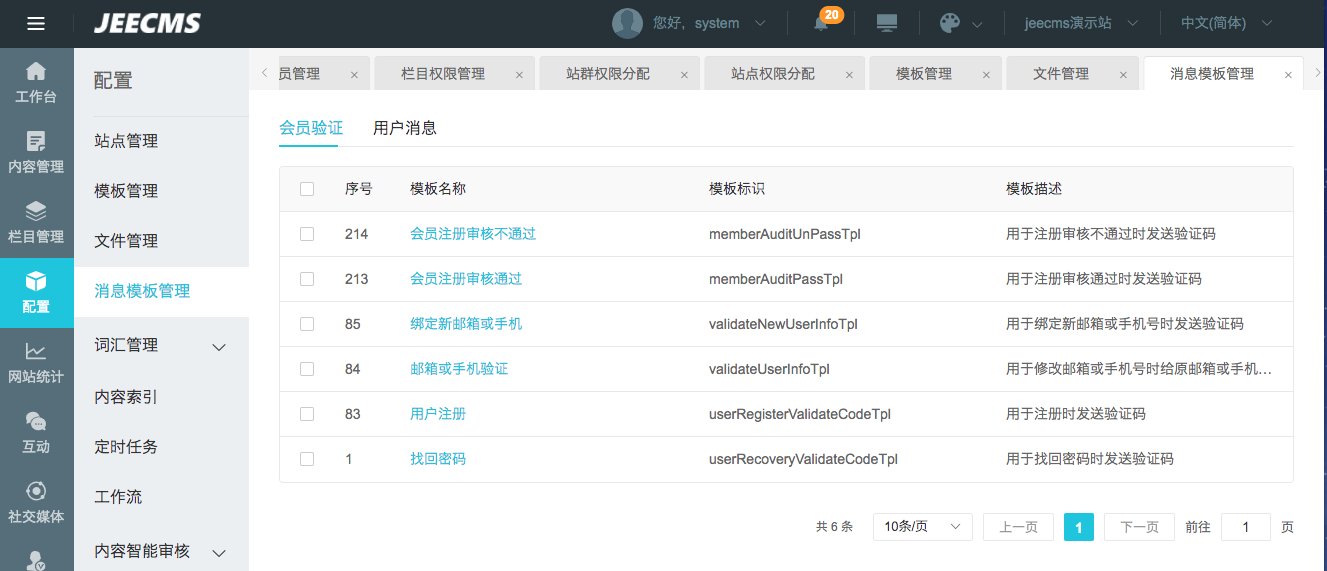 JEECMS
您好，system
20
jeecms演示站
中文(简体)
工作台
内容管理
栏目管理
配置
网站统计
互动
社交媒体
配置
站点管理
模板管理
文件管理
消息模板管理
词汇管理
内容索引
定时任务
工作流
内容智能审核
员管理 ×
栏目权限管理 ×
站群权限分配 ×
站点权限分配 ×
模板管理 ×
文件管理 ×
消息模板管理 ×
会员验证 用户消息
序号 模板名称 模板标识 模板描述
214 会员注册审核不通过 memberAuditUnPassTpl 用于注册审核不通过时发送验证码
213 会员注册审核通过 memberAuditPassTpl 用于注册审核通过时发送验证码
85 绑定新邮箱或手机 validateNewUserInfoTpl 用于绑定新邮箱或手机号时发送验证码
84 邮箱或手机验证 validateUserInfoTpl 用于修改邮箱或手机号时给原邮箱或手机…
83 用户注册 userRegisterValidateCodeTpl 用于注册时发送验证码
1 找回密码 userRecoveryValidateCodeTpl 用于找回密码时发送验证码
共 6 条 10条/页 上一页 1 下一页 前往 1 页